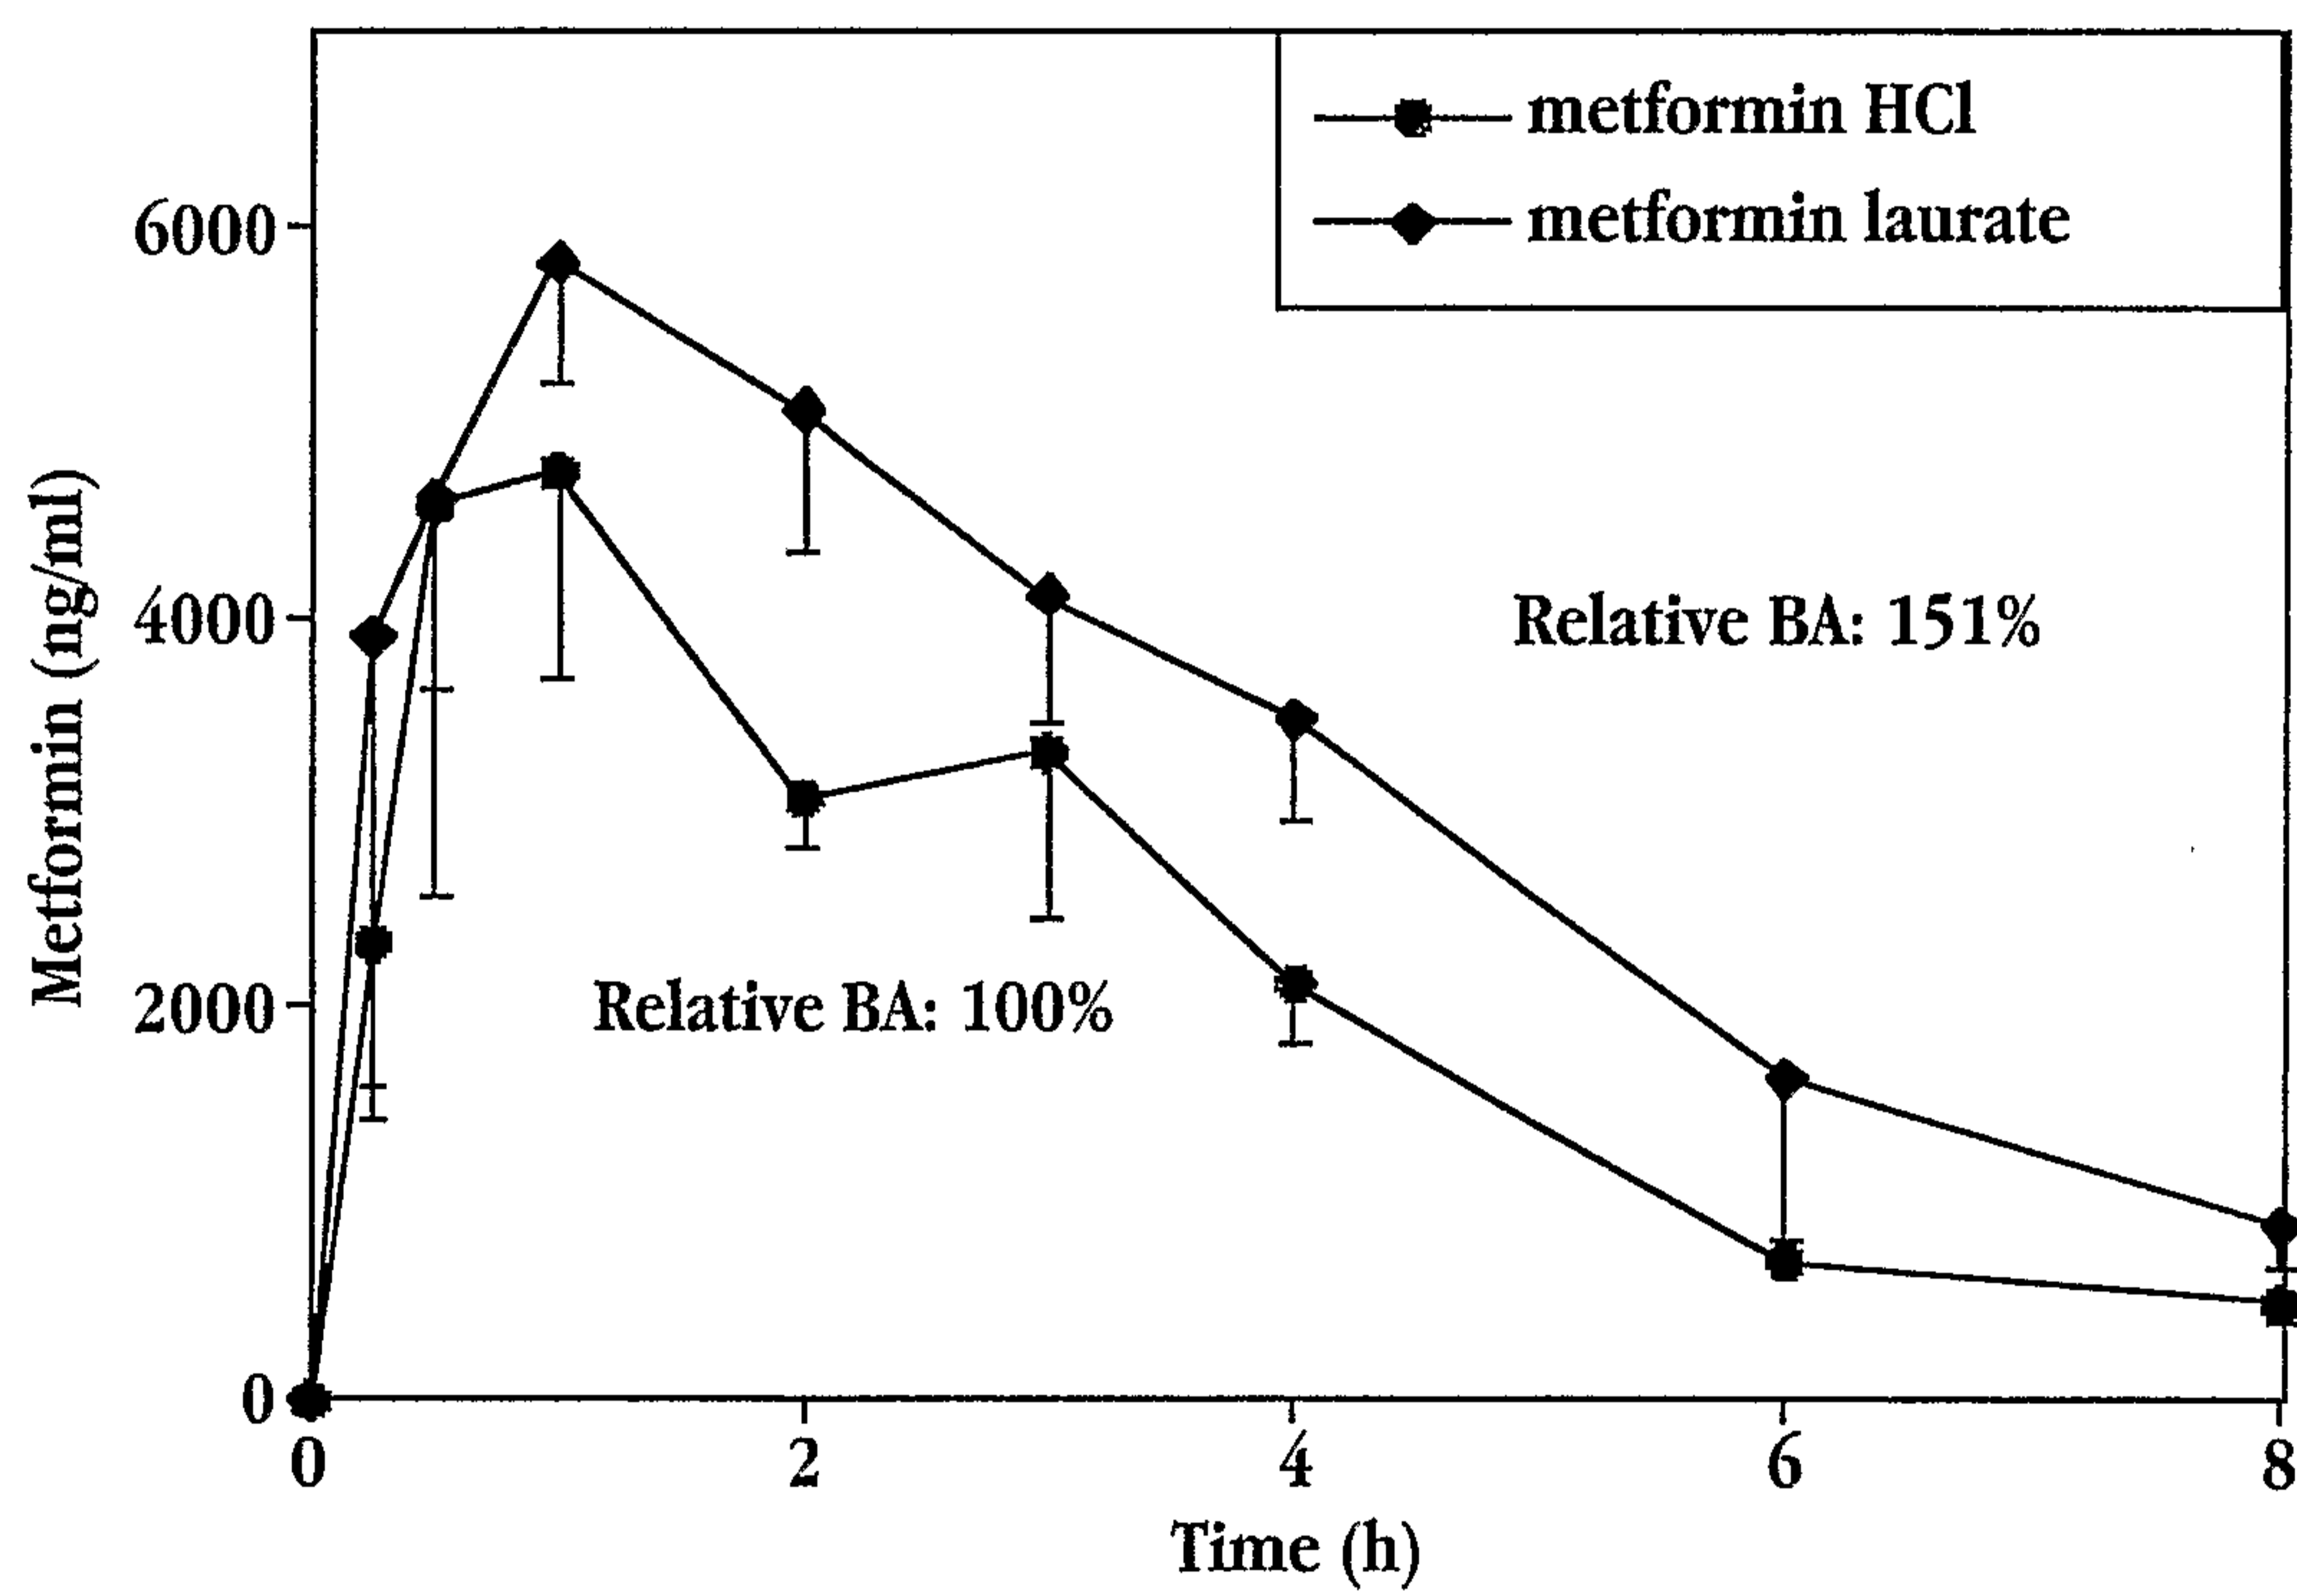 metformin HCl
metformin laurate
6000
4000
2000
0
Metformin (ng/ml)
Relative BA: 151%
Relative BA: 100%
0 2 4 6 8
Time (h)